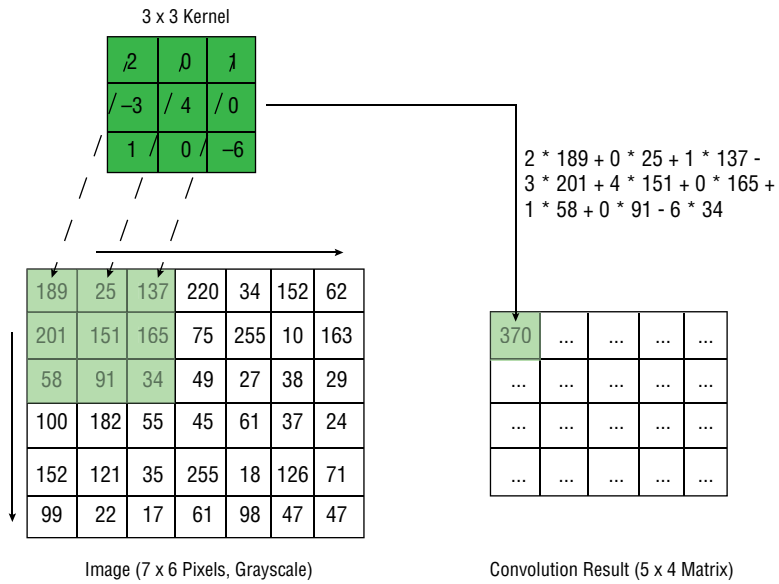 3 x 3 Kernel
2 0 1
–3 4 0
1 0 –6
2 * 189 + 0 * 25 + 1 * 137 -
3 * 201 + 4 * 151 + 0 * 165 +
1 * 58 + 0 * 91 - 6 * 34
189 25 137 220 34 152 62
201 151 165 75 255 10 163
58 91 34 49 27 38 29
100 182 55 45 61 37 24
152 121 35 255 18 126 71
99 22 17 61 98 47 47
370 ... ... ... ...
... ... ... ... ...
... ... ... ... ...
... ... ... ... ...
Image (7 x 6 Pixels, Grayscale)
Convolution Result (5 x 4 Matrix)